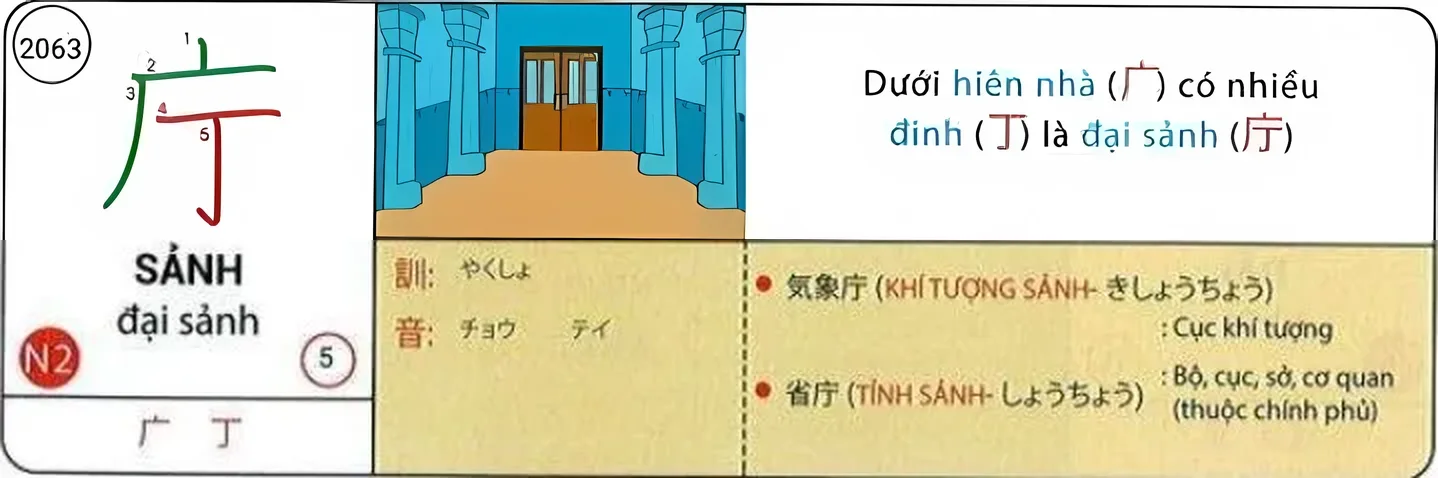 2063
1
2
3
4
5
庁
SẢNH
đại sảnh
N2
5
广 丁
Dưới hiên nhà (广) có nhiều
đinh (丁) là đại sảnh (庁)
訓: やくしょ
音: チョウ テイ
• 気象庁 (KHÍ TƯỢNG SẢNH- きしょうちょう)
: Cục khí tượng
• 省庁 (TỈNH SẢNH- しょうちょう)
: Bộ, cục, sở, cơ quan
(thuộc chính phủ)